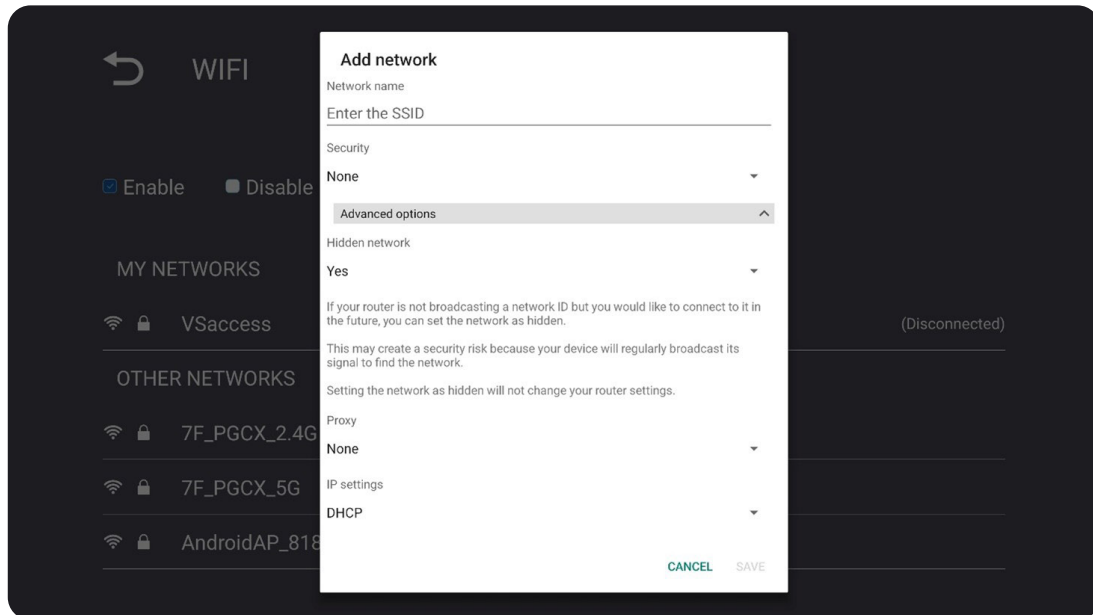 WIFI
Enable
Disable
MY NETWORKS
VSaccess
(Disconnected)
OTHER NETWORKS
7F_PGCX_2.4G
7F_PGCX_5G
AndroidAP_818
Add network
Network name
Enter the SSID
Security
None
Advanced options
Hidden network
Yes
If your router is not broadcasting a network ID but you would like to connect to it in
the future, you can set the network as hidden.
This may create a security risk because your device will regularly broadcast its
signal to find the network.
Setting the network as hidden will not change your router settings.
Proxy
None
IP settings
DHCP
CANCEL
SAVE